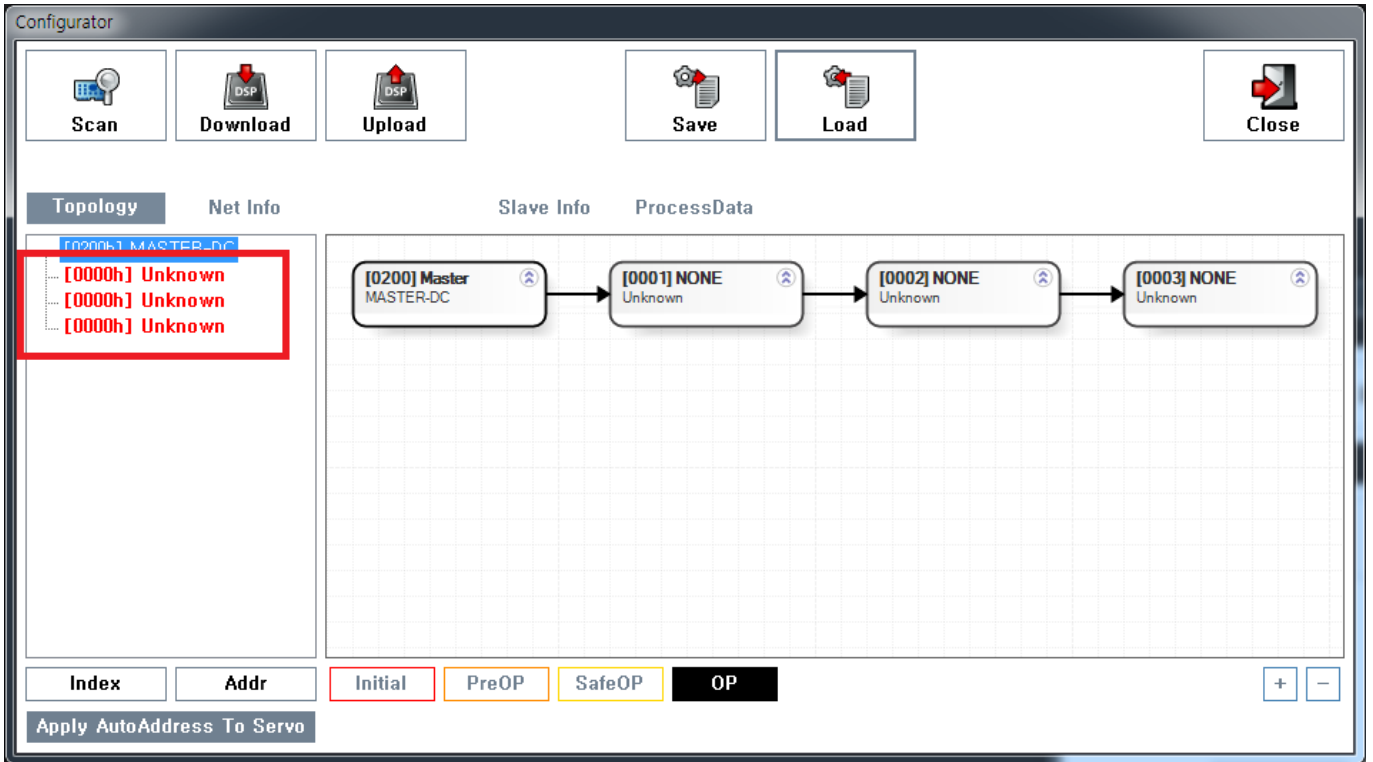 Configurator
Scan
Download
Upload
Save
Load
Close
DSP
DSP
Topology
Net Info
Slave Info
ProcessData
[0200h] MASTER-DC
[0000h] Unknown
[0000h] Unknown
[0000h] Unknown
[0200] Master
MASTER-DC
[0001] NONE
Unknown
[0002] NONE
Unknown
[0003] NONE
Unknown
Index
Addr
Initial
PreOP
SafeOP
OP
+
−
Apply AutoAddress To Servo